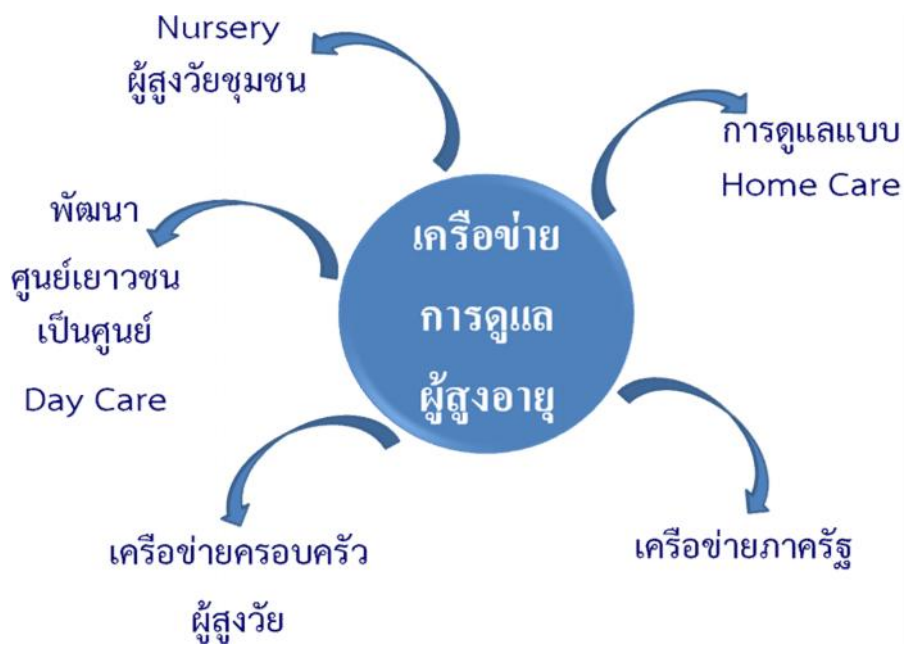 Nursery
ผู้สูงวัยชุมชน
การดูแลแบบ
Home Care
พัฒนา
ศูนย์เยาวชน
เป็นศูนย์
Day Care
เครือข่าย
การดูแล
ผู้สูงอายุ
เครือข่ายครอบครัว
ผู้สูงวัย
เครือข่ายภาครัฐ